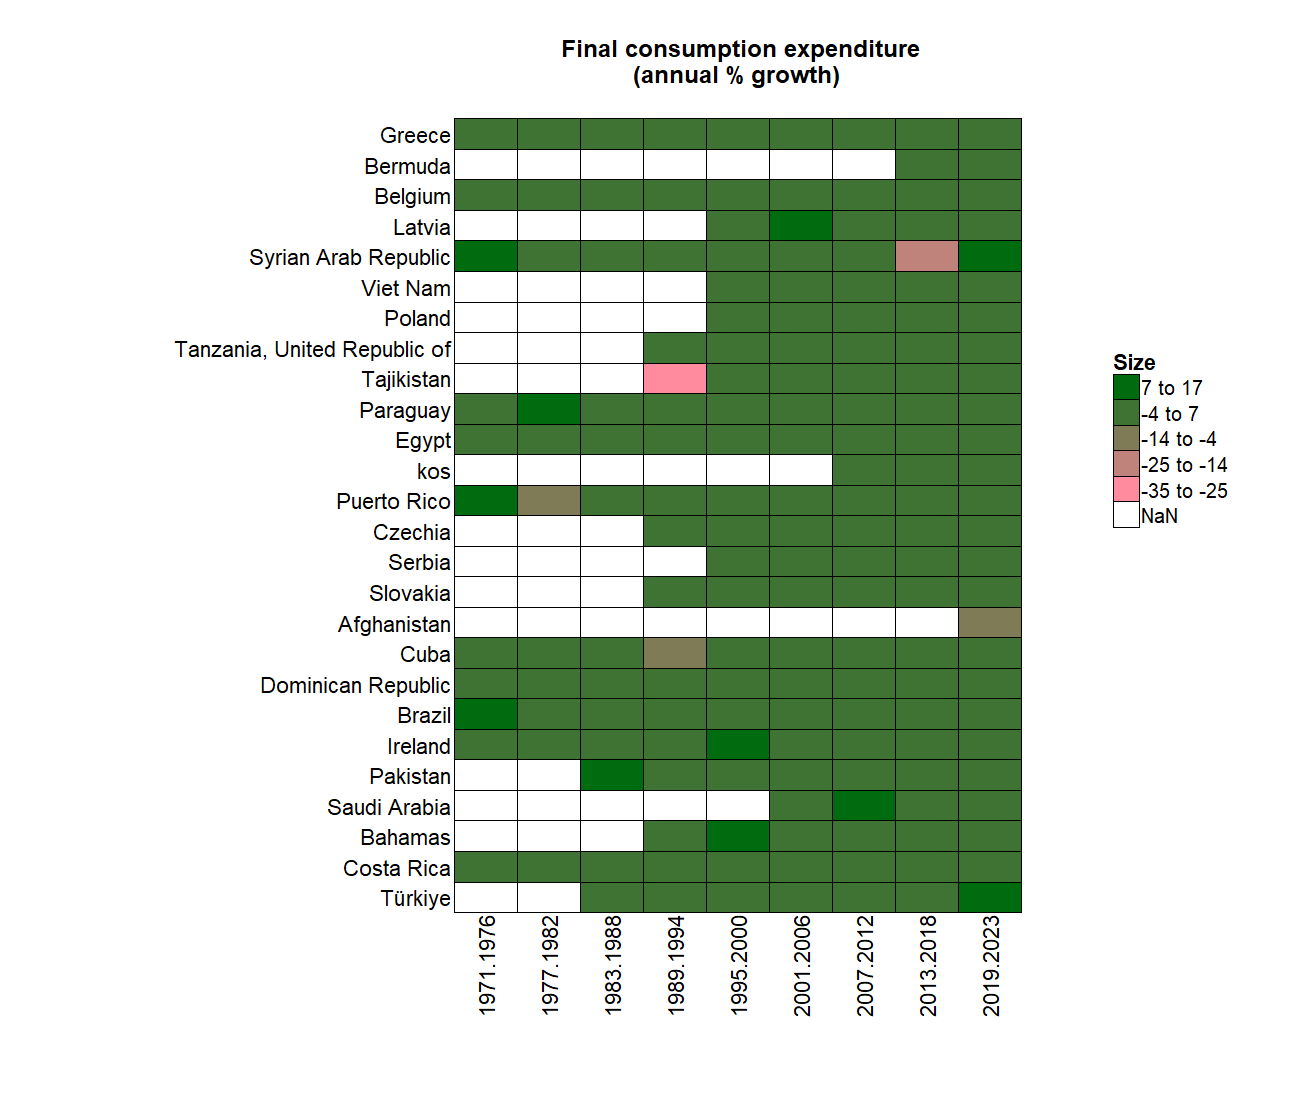 Final consumption expenditure
(annual % growth)
Greece
Bermuda
Belgium
Latvia
Syrian Arab Republic
Viet Nam
Poland
Tanzania, United Republic of
Tajikistan
Paraguay
Egypt
kos
Puerto Rico
Czechia
Serbia
Slovakia
Afghanistan
Cuba
Dominican Republic
Brazil
Ireland
Pakistan
Saudi Arabia
Bahamas
Costa Rica
Türkiye
1971.1976
1977.1982
1983.1988
1989.1994
1995.2000
2001.2006
2007.2012
2013.2018
2019.2023
Size
7 to 17
-4 to 7
-14 to -4
-25 to -14
-35 to -25
NaN